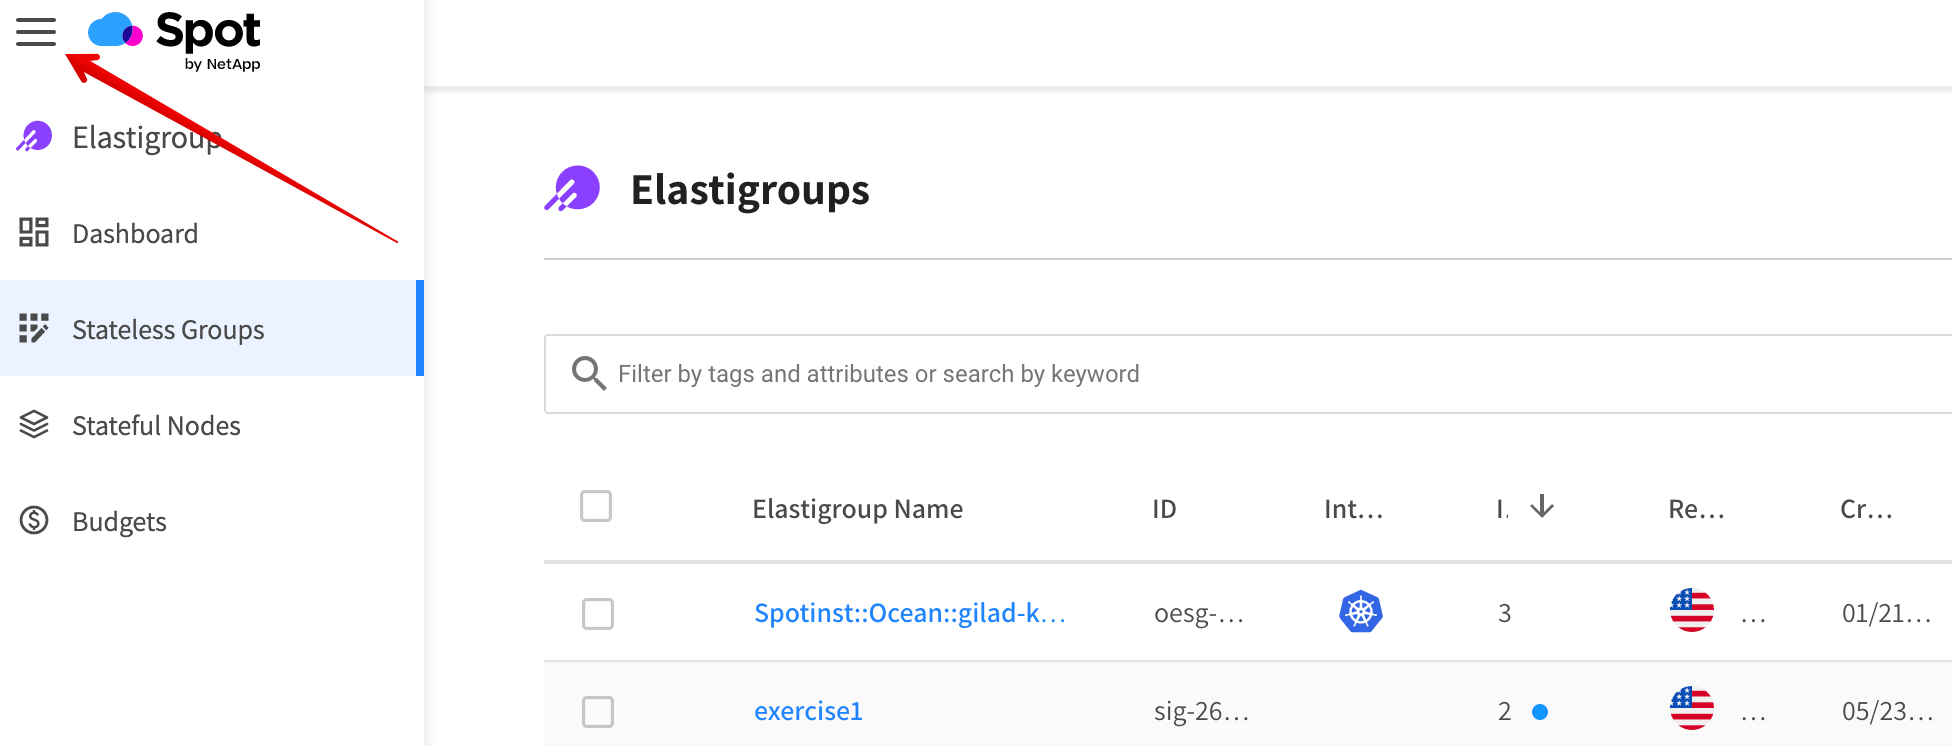 Spot
by NetApp
Elastigroup
Dashboard
Stateless Groups
Stateful Nodes
Budgets
Elastigroups
Filter by tags and attributes or search by keyword
Elastigroup Name ID Int... I. Re... Cr...
Spotinst::Ocean::gilad-k... oesg-... 3 ... 01/21...
exercise1 sig-26... 2 ... 05/23...